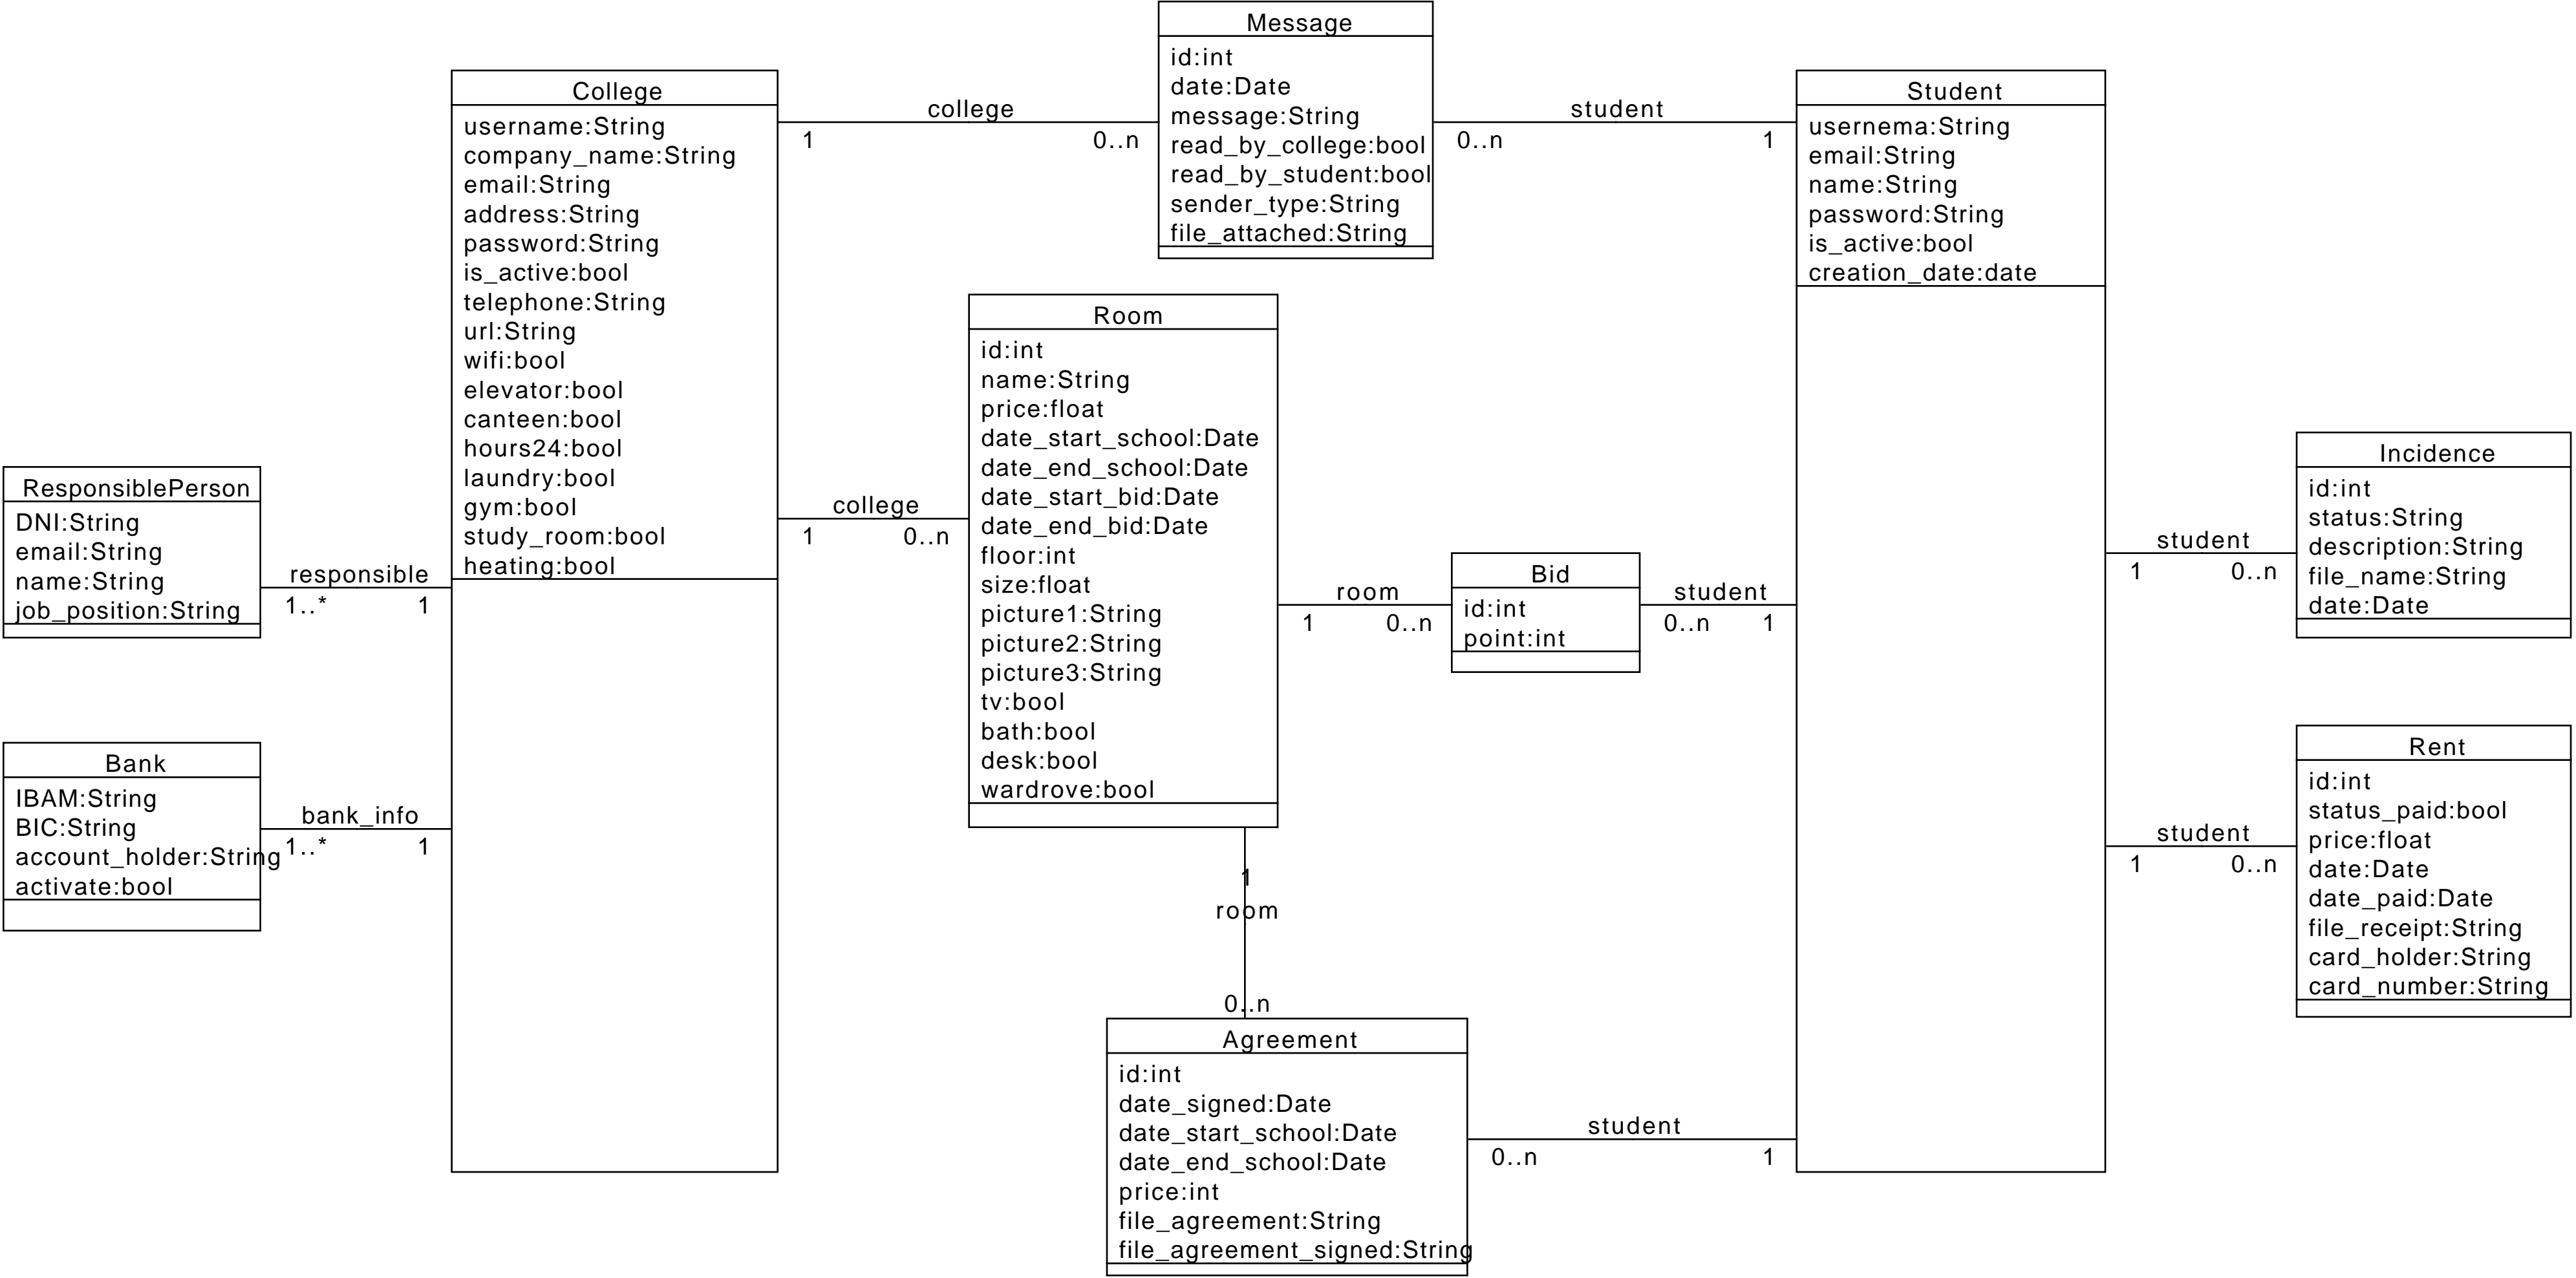 Message
id:int
date:Date
message:String
read_by_college:bool
read_by_student:bool
sender_type:String
file_attached:String
College
username:String
company_name:String
email:String
address:String
password:String
is_active:bool
telephone:String
url:String
wifi:bool
elevator:bool
canteen:bool
hours24:bool
laundry:bool
gym:bool
study_room:bool
heating:bool
college
1
0..n
student
0..n
1
Student
usernema:String
email:String
name:String
password:String
is_active:bool
creation_date:date
Room
id:int
name:String
price:float
date_start_school:Date
date_end_school:Date
date_start_bid:Date
date_end_bid:Date
floor:int
size:float
picture1:String
picture2:String
picture3:String
tv:bool
bath:bool
desk:bool
wardrove:bool
college
1
0..n
ResponsiblePerson
DNI:String
email:String
name:String
job_position:String
responsible
1..*
1
Bank
IBAM:String
BIC:String
account_holder:String
activate:bool
bank_info
1..*
1
room
1
0..n
Bid
id:int
point:int
student
0..n
1
Incidence
id:int
status:String
description:String
file_name:String
date:Date
student
1
0..n
Rent
id:int
status_paid:bool
price:float
date:Date
date_paid:Date
file_receipt:String
card_holder:String
card_number:String
student
1
0..n
1
room
0..n
Agreement
id:int
date_signed:Date
date_start_school:Date
date_end_school:Date
price:int
file_agreement:String
file_agreement_signed:String
student
0..n
1